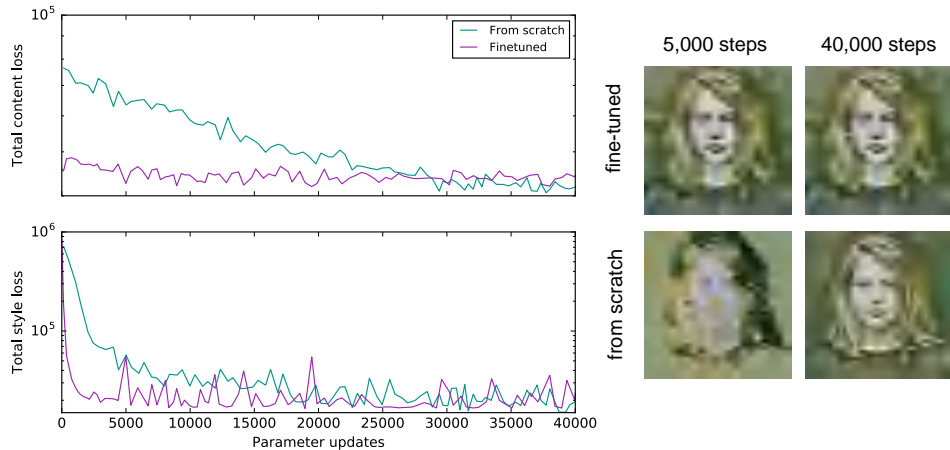 10^5
Total content loss
From scratch
Finetuned
10^6
10^5
Total style loss
0 5000 10000 15000 20000 25000 30000 35000 40000
Parameter updates
5,000 steps 40,000 steps
fine-tuned
from scratch